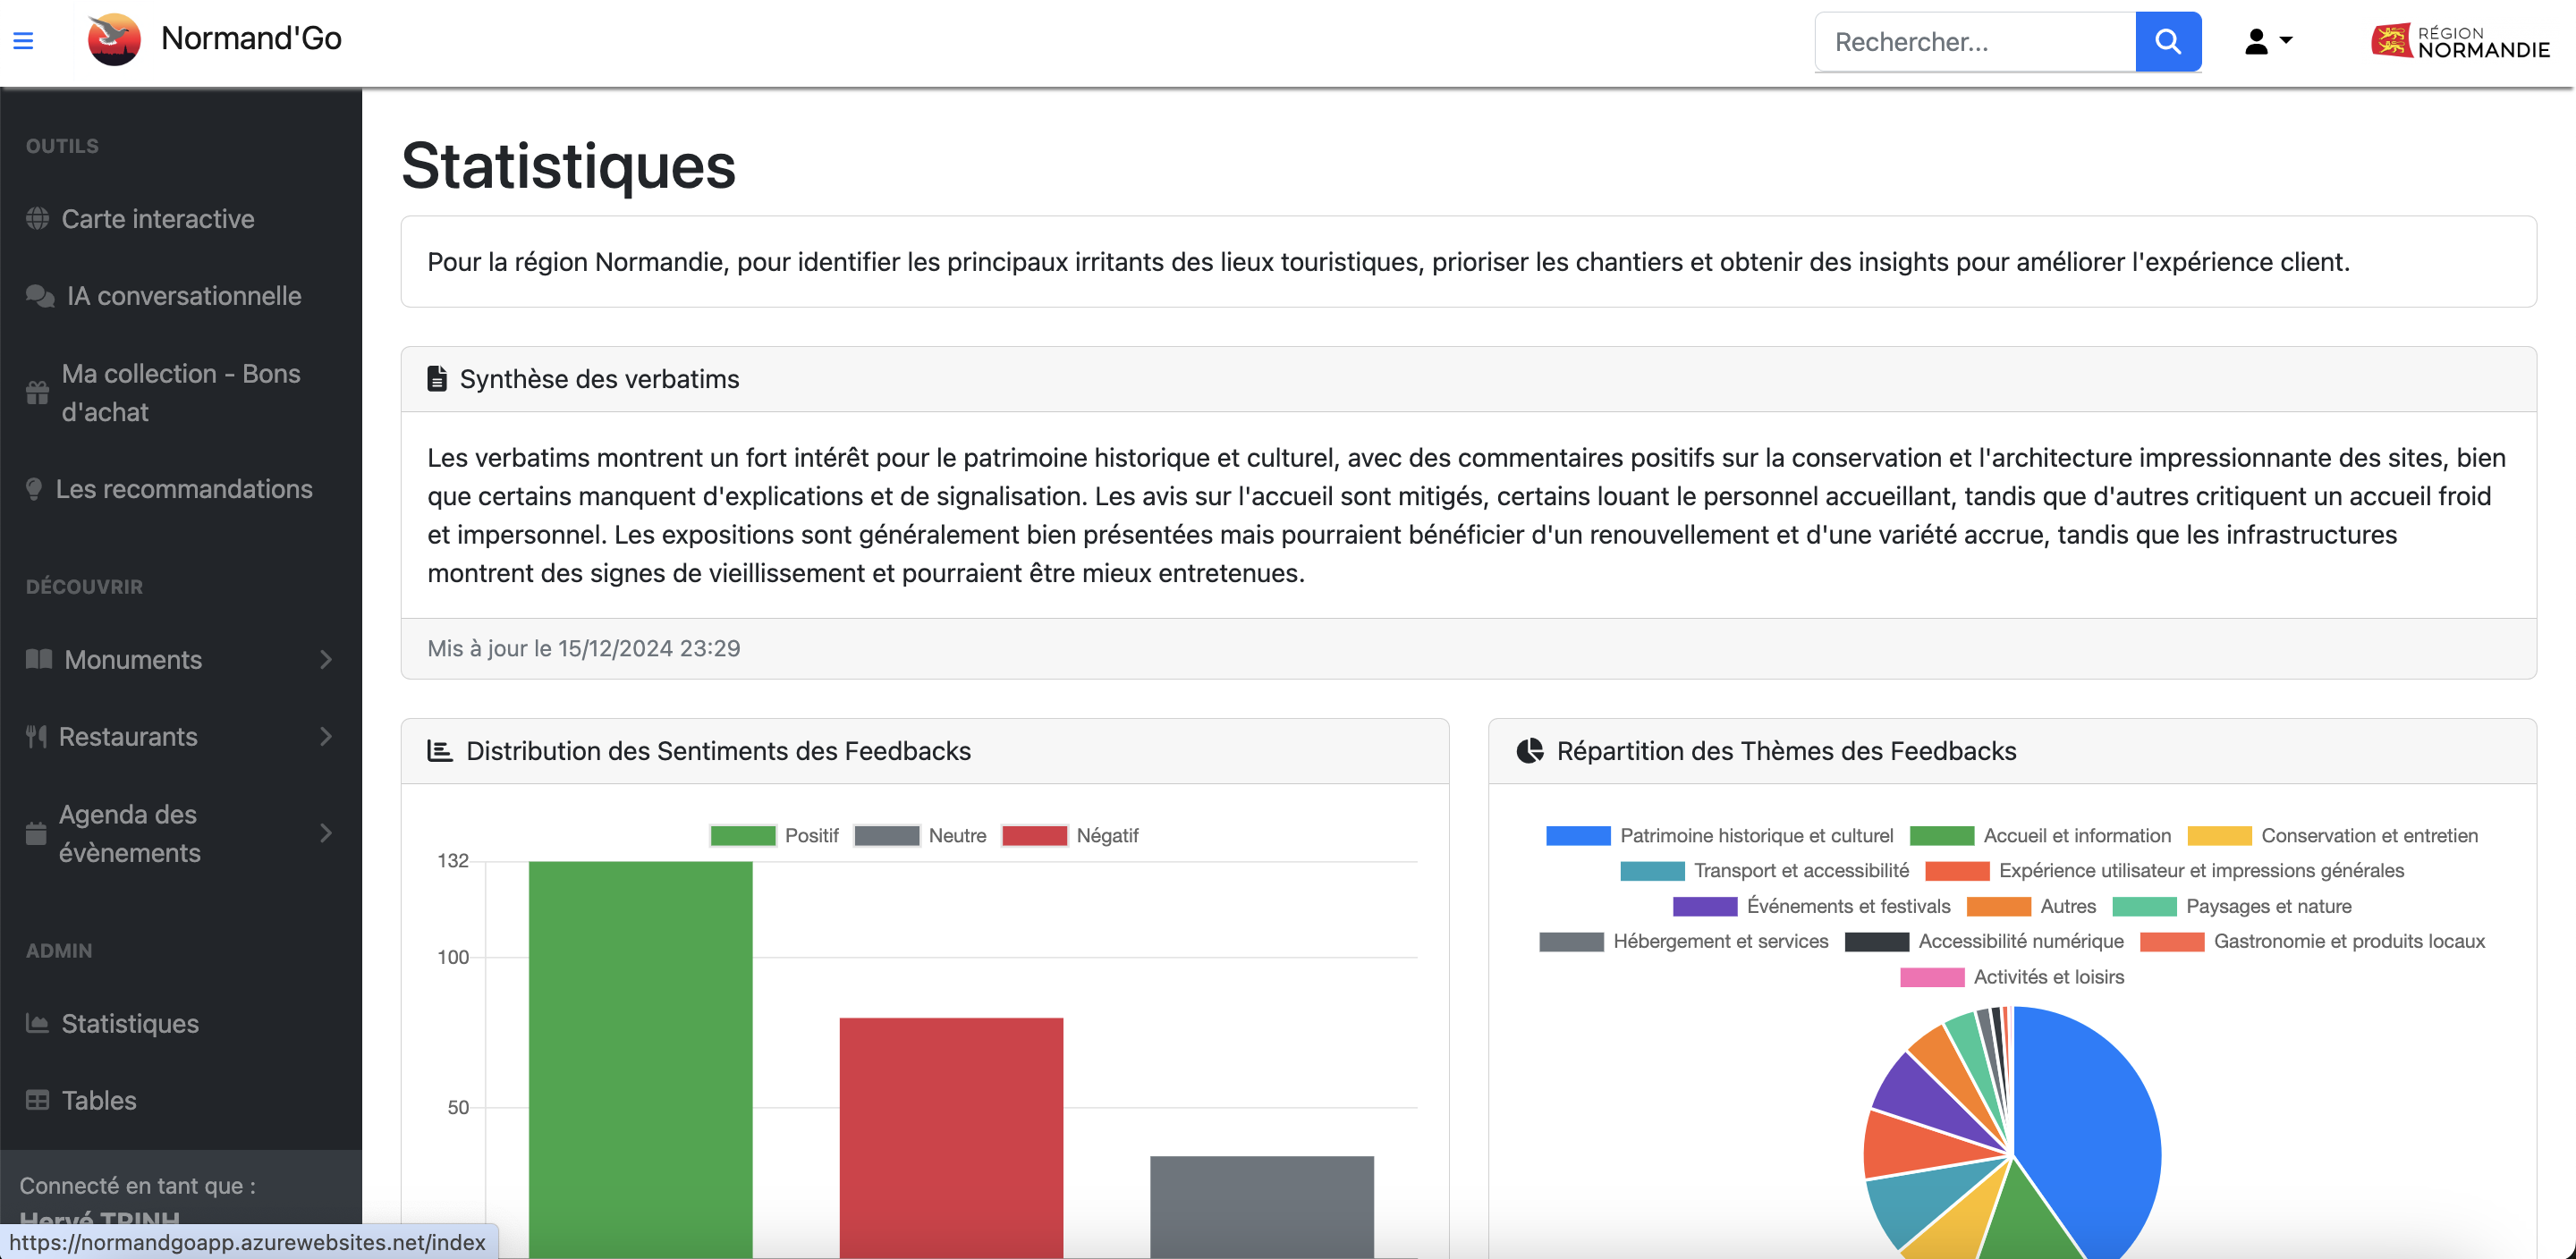 Normand'Go
Rechercher...
RÉGION
NORMANDIE
OUTILS
Carte interactive
IA conversationnelle
Ma collection - Bons
d'achat
Les recommandations
DÉCOUVRIR
Monuments
Restaurants
Agenda des
évènements
ADMIN
Statistiques
Tables
Connecté en tant que :
Hervé TRINH
https://normandgoapp.azurewebsites.net/index
Statistiques
Pour la région Normandie, pour identifier les principaux irritants des lieux touristiques, prioriser les chantiers et obtenir des insights pour améliorer l'expérience client.
Synthèse des verbatims
Les verbatims montrent un fort intérêt pour le patrimoine historique et culturel, avec des commentaires positifs sur la conservation et l'architecture impressionnante des sites, bien
que certains manquent d'explications et de signalisation. Les avis sur l'accueil sont mitigés, certains louant le personnel accueillant, tandis que d'autres critiquent un accueil froid
et impersonnel. Les expositions sont généralement bien présentées mais pourraient bénéficier d'un renouvellement et d'une variété accrue, tandis que les infrastructures
montrent des signes de vieillissement et pourraient être mieux entretenues.
Mis à jour le 15/12/2024 23:29
Distribution des Sentiments des Feedbacks
Positif Neutre Négatif
132
100
50
Répartition des Thèmes des Feedbacks
Patrimoine historique et culturel Accueil et information Conservation et entretien
Transport et accessibilité Expérience utilisateur et impressions générales
Événements et festivals Autres Paysages et nature
Hébergement et services Accessibilité numérique Gastronomie et produits locaux
Activités et loisirs